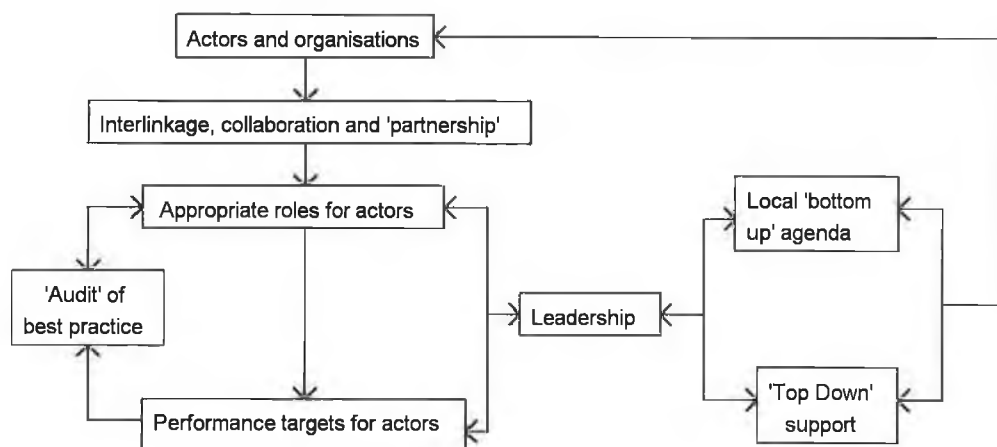 Actors and organisations
Interlinkage, collaboration and 'partnership'
Appropriate roles for actors
Local 'bottom
up' agenda
'Audit' of
best practice
Leadership
'Top Down'
support
Performance targets for actors